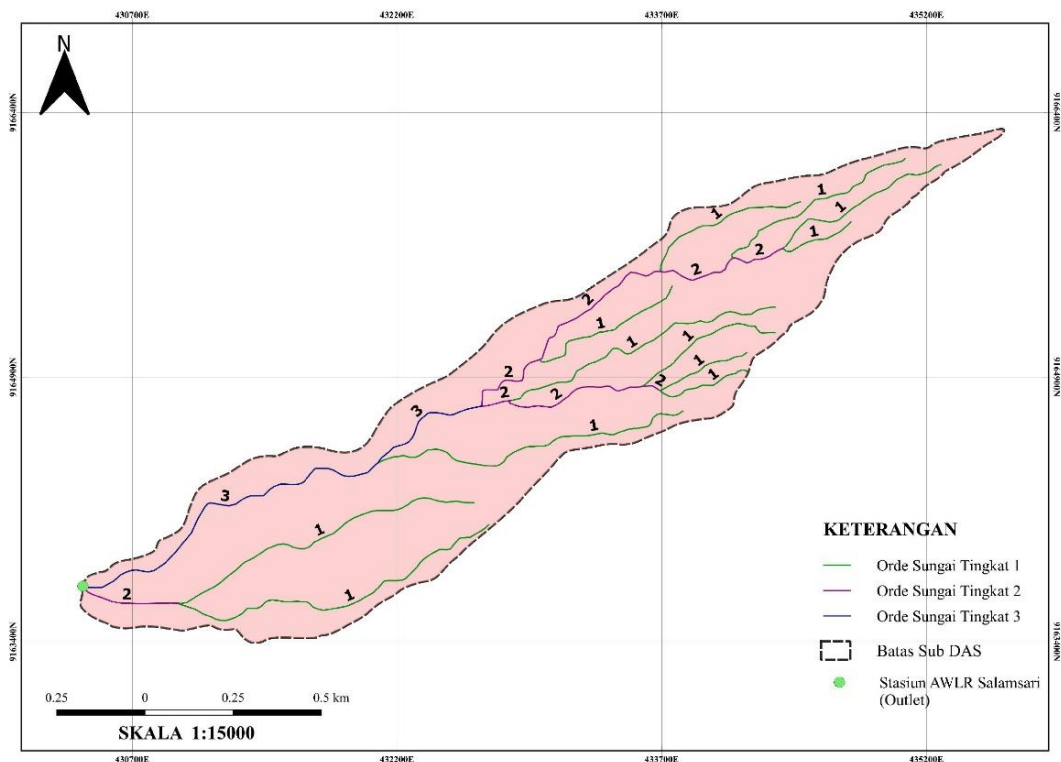 430700E
432200E
433700E
435200E
N
9166400N
9166400N
1
1
1
1
2
2
2
1
1
1
2
1
1
2
2
2
9164900N
9164900N
3
1
3
1
1
2
KETERANGAN
Orde Sungai Tingkat 1
Orde Sungai Tingkat 2
Orde Sungai Tingkat 3
Batas Sub DAS
Stasiun AWLR Salamsari
(Outlet)
9163400N
9163400N
0.25 0 0.25 0.5 km
SKALA 1:15000
430700E
432200E
433700E
435200E